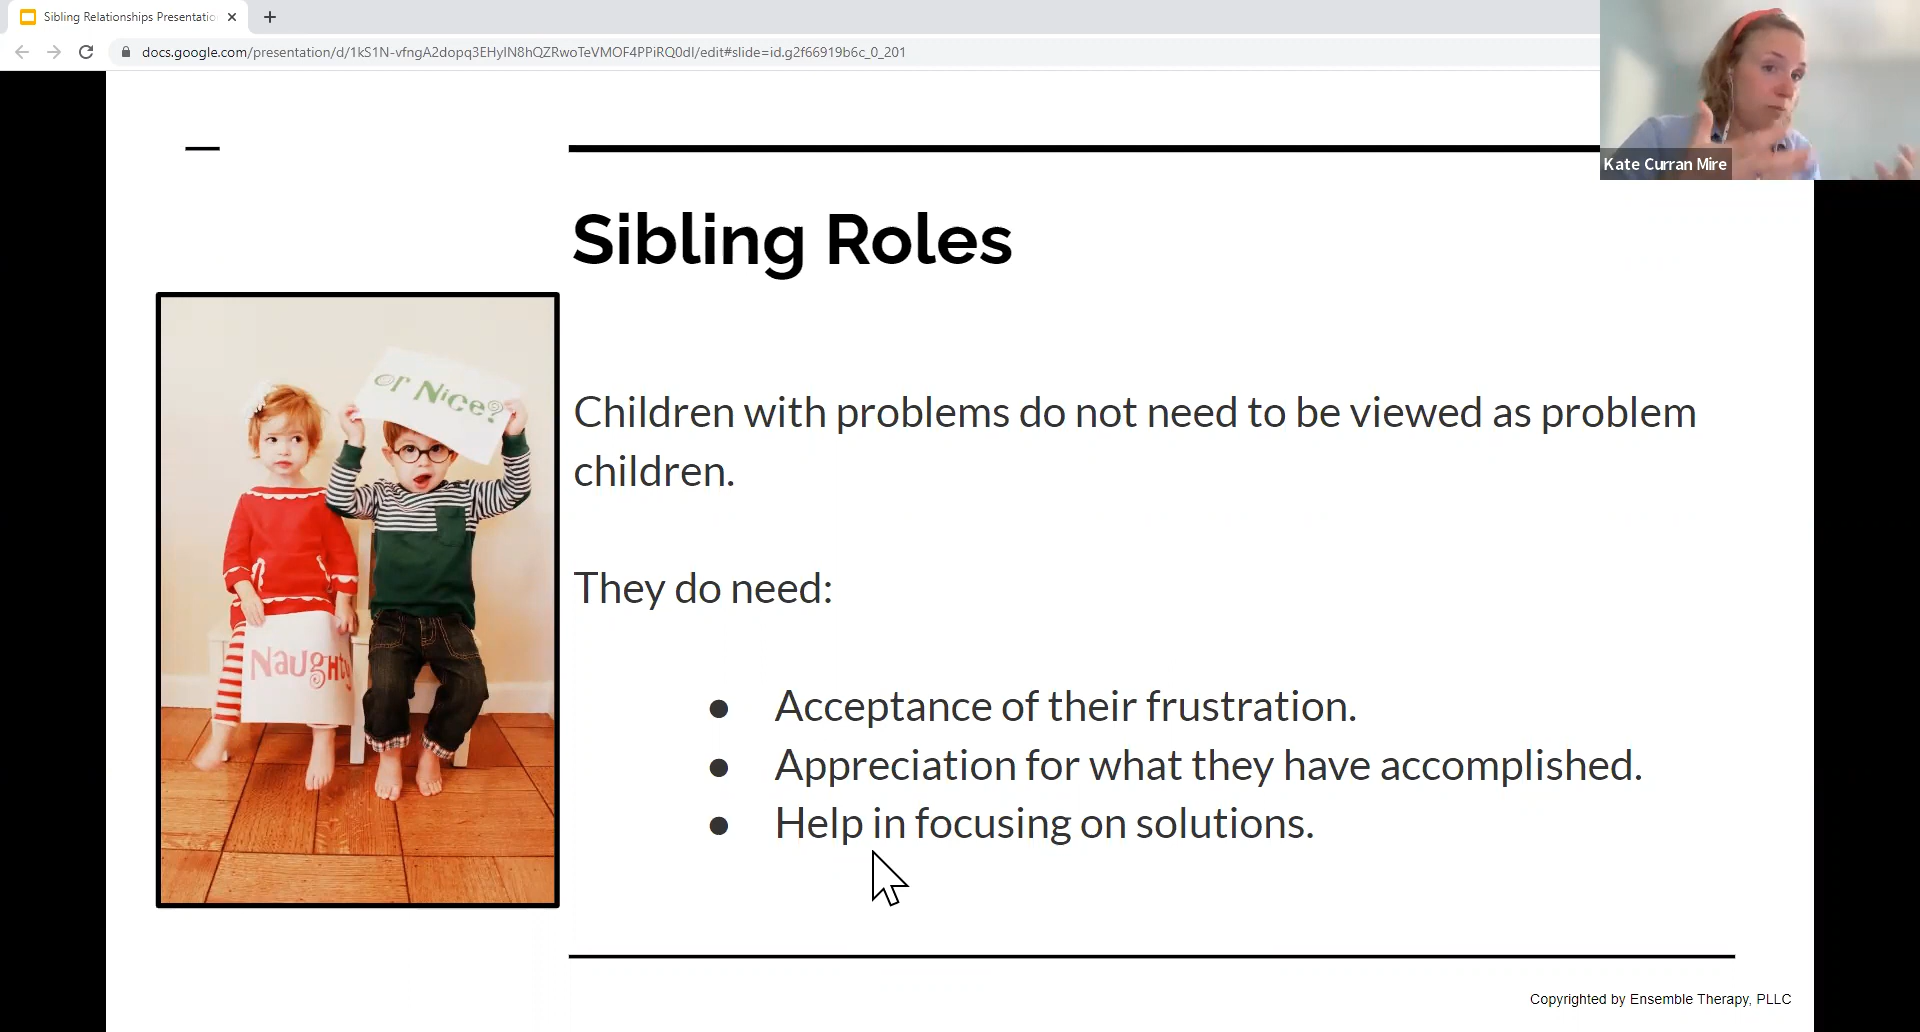 Sibling Relationships Presentatio
docs.google.com/presentation/d/1kS1N-vfngA2dopq3EHyIN8hQZRwoTeVMOF4PPiRQ0dI/edit#slide=id.g2f66919b6c_0_201
Kate Curran Mire
Sibling Roles
or Nice?
Naughty
Children with problems do not need to be viewed as problem
children.
They do need:
● Acceptance of their frustration.
● Appreciation for what they have accomplished.
● Help in focusing on solutions.
Copyrighted by Ensemble Therapy, PLLC